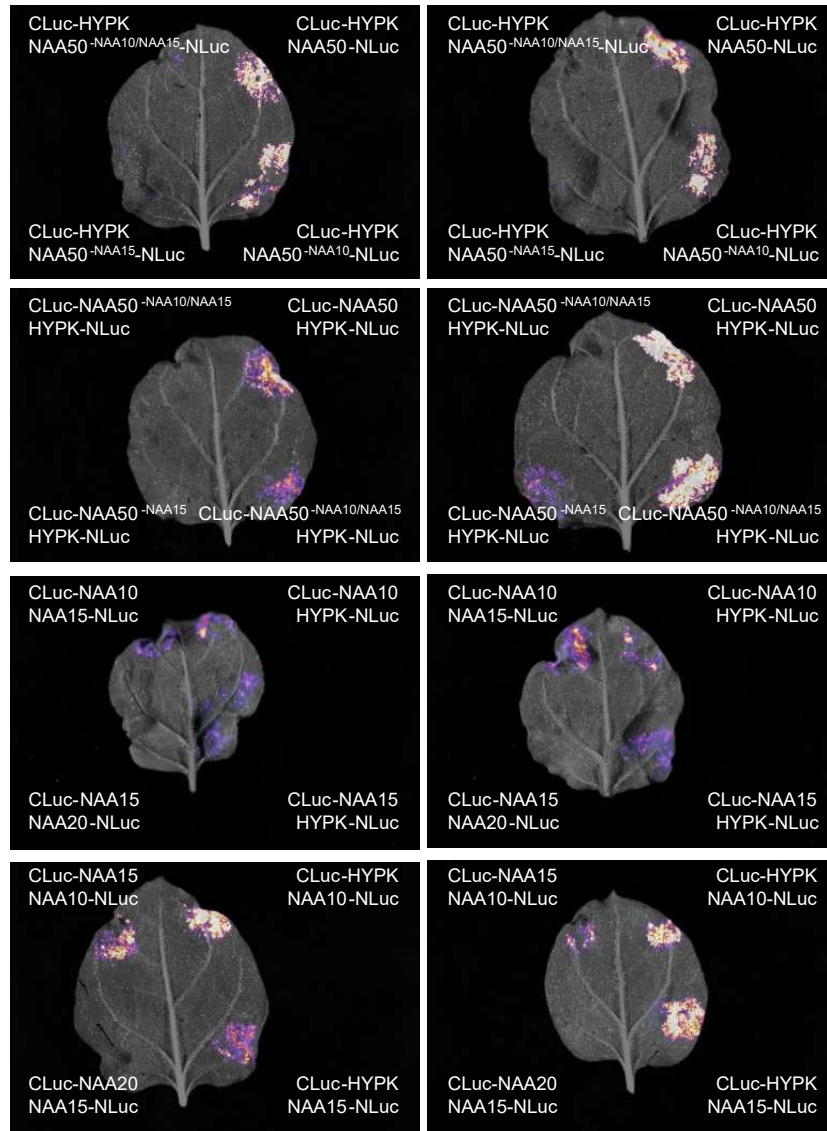 CLuc-HYPK
NAA50-NAA10/NAA15-NLuc
CLuc-HYPK
NAA50-NLuc
CLuc-HYPK
NAA50-NAA15-NLuc
CLuc-HYPK
NAA50-NAA10-NLuc
CLuc-HYPK
NAA50-NAA10/NAA15-NLuc
CLuc-HYPK
NAA50-NLuc
CLuc-HYPK
NAA50-NAA15-NLuc
CLuc-HYPK
NAA50-NAA10-NLuc
CLuc-NAA50-NAA10/NAA15
HYPK-NLuc
CLuc-NAA50
HYPK-NLuc
CLuc-NAA50-NAA15
HYPK-NLuc
CLuc-NAA50-NAA10/NAA15
HYPK-NLuc
CLuc-NAA50-NAA10/NAA15
HYPK-NLuc
CLuc-NAA50
HYPK-NLuc
CLuc-NAA50-NAA15
HYPK-NLuc
CLuc-NAA50-NAA10/NAA15
HYPK-NLuc
CLuc-NAA10
NAA15-NLuc
CLuc-NAA10
HYPK-NLuc
CLuc-NAA15
NAA20-NLuc
CLuc-NAA15
HYPK-NLuc
CLuc-NAA10
NAA15-NLuc
CLuc-NAA10
HYPK-NLuc
CLuc-NAA15
NAA20-NLuc
CLuc-NAA15
HYPK-NLuc
CLuc-NAA15
NAA10-NLuc
CLuc-HYPK
NAA10-NLuc
CLuc-NAA20
NAA15-NLuc
CLuc-HYPK
NAA15-NLuc
CLuc-NAA15
NAA10-NLuc
CLuc-HYPK
NAA10-NLuc
CLuc-NAA20
NAA15-NLuc
CLuc-HYPK
NAA15-NLuc